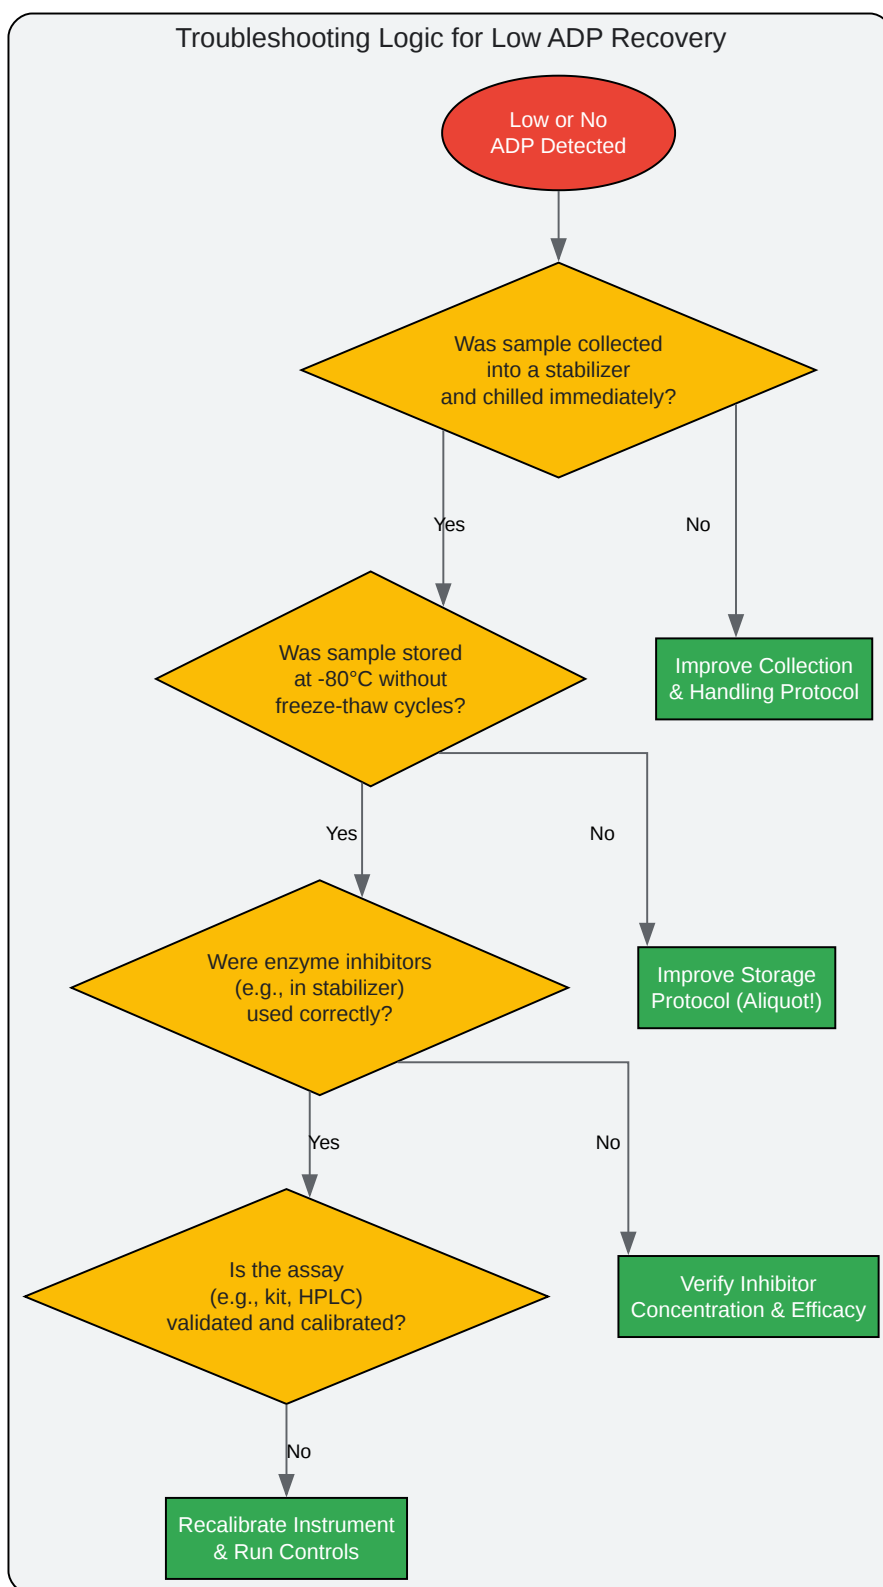 Troubleshooting Logic for Low ADP Recovery
Low or No
ADP Detected
Was sample collected
into a stabilizer
and chilled immediately?
Yes
No
Was sample stored
at -80°C without
freeze-thaw cycles?
Improve Collection
& Handling Protocol
Yes
No
Were enzyme inhibitors
(e.g., in stabilizer)
used correctly?
Improve Storage
Protocol (Aliquot!)
Yes
No
Is the assay
(e.g., kit, HPLC)
validated and calibrated?
Verify Inhibitor
Concentration & Efficacy
No
Recalibrate Instrument
& Run Controls